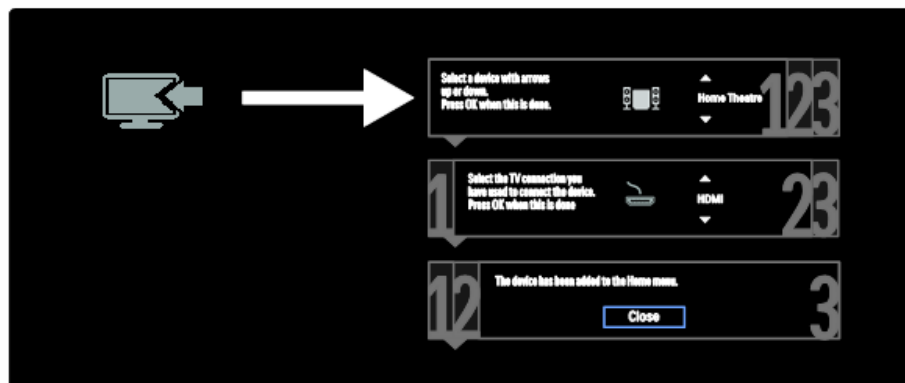 Select a device with arrows
up or down.
Press OK when this is done.
Home Theatre
123
1
Select the TV connection you
have used to connect the device.
Press OK when this is done
HDMI
23
12
The device has been added to the Home menu.
Close
3